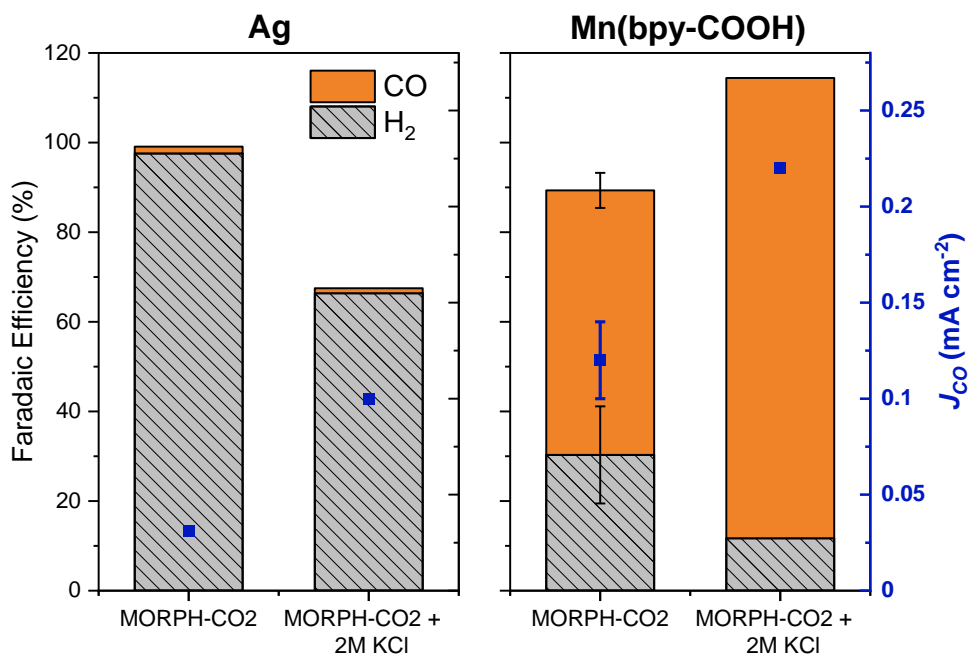 Ag
Mn(bpy-COOH)
CO
H₂
Faradaic Efficiency (%)
120
100
80
60
40
20
0
MORPH-CO2
MORPH-CO2 +
2M KCl
MORPH-CO2
MORPH-CO2 +
2M KCl
0.25
0.2
0.15
0.1
0.05
0
J_CO (mA cm⁻²)